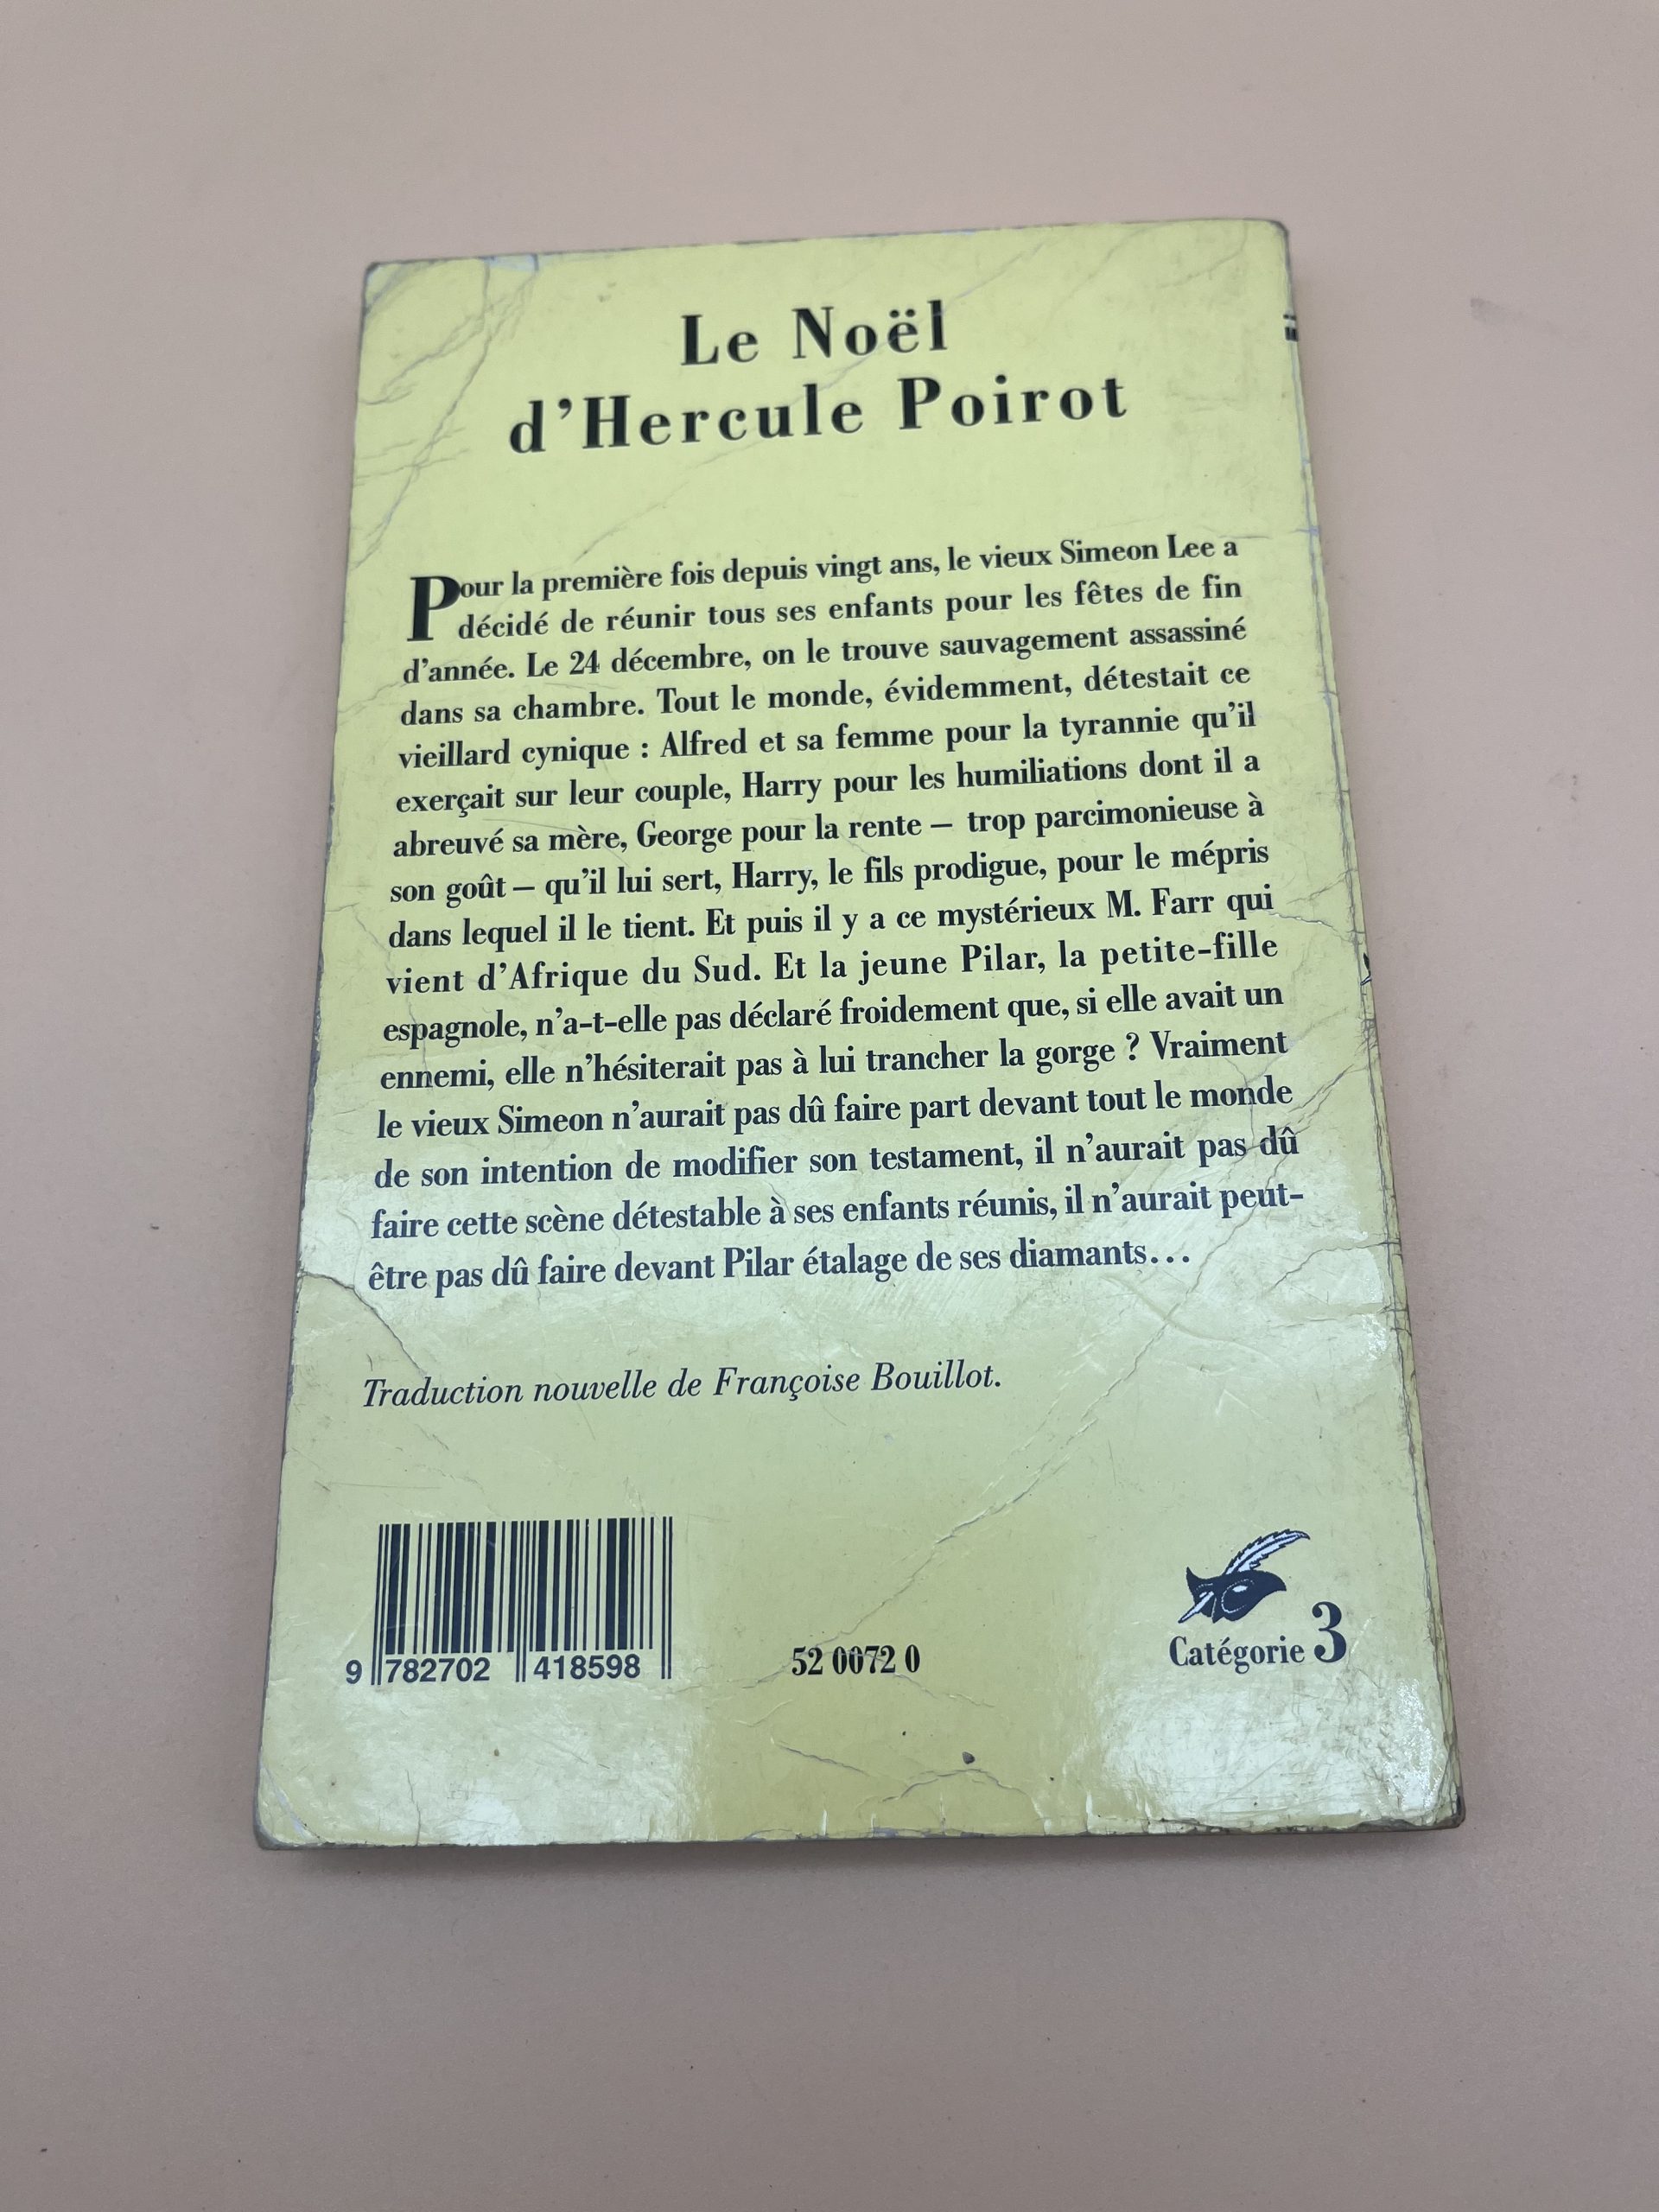 Le Noël
d'Hercule Poirot
Pour la première fois depuis vingt ans, le vieux Simeon Lee a
décidé de réunir tous ses enfants pour les fêtes de fin
d'année. Le 24 décembre, on le trouve sauvagement assassiné
dans sa chambre. Tout le monde, évidemment, détestait ce
vieillard cynique : Alfred et sa femme pour la tyrannie qu'il
exerçait sur leur couple, Harry pour les humiliations dont il a
abreuvé sa mère, George pour la rente – trop parcimonieuse à
son goût – qu'il lui sert, Harry, le fils prodigue, pour le mépris
dans lequel il le tient. Et puis il y a ce mystérieux M. Farr qui
vient d'Afrique du Sud. Et la jeune Pilar, la petite-fille
espagnole, n'a-t-elle pas déclaré froidement que, si elle avait un
ennemi, elle n'hésiterait pas à lui trancher la gorge ? Vraiment
le vieux Simeon n'aurait pas dû faire part devant tout le monde
de son intention de modifier son testament, il n'aurait pas dû
faire cette scène détestable à ses enfants réunis, il n'aurait peut-
être pas dû faire devant Pilar étalage de ses diamants...
Traduction nouvelle de Françoise Bouillot.
9 782702 418598
52 0072 0
Catégorie 3